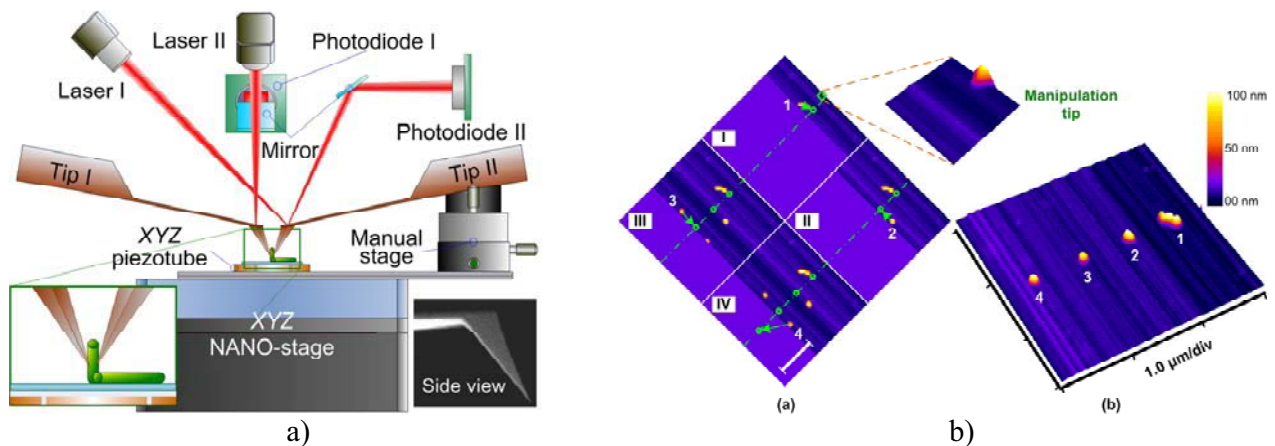 Laser II
Photodiode I
Laser I
Photodiode II
Mirror
Tip I
Tip II
XYZ
piezotube
Manual
stage
XYZ
NANO-stage
Side view
a)
1
I
II
2
3
III
IV
4
(a)
Manipulation
tip
100 nm
50 nm
00 nm
1
2
3
4
1.0 µm/div
(b)
b)